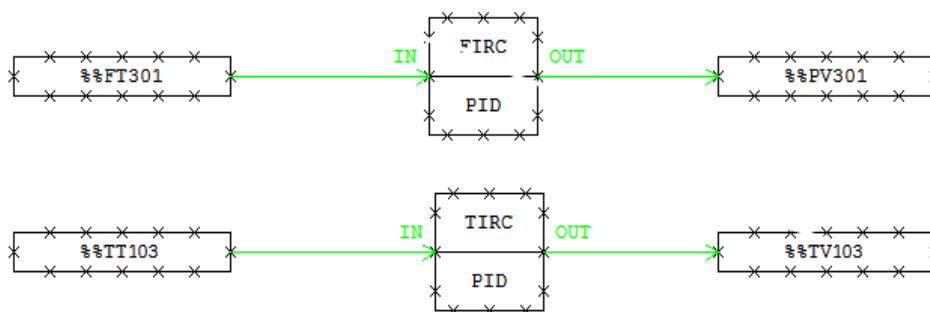 FIRC
IN OUT
%%FT301 %%PV301
PID
TIRC
IN OUT
%%TT103 %%TV103
PID